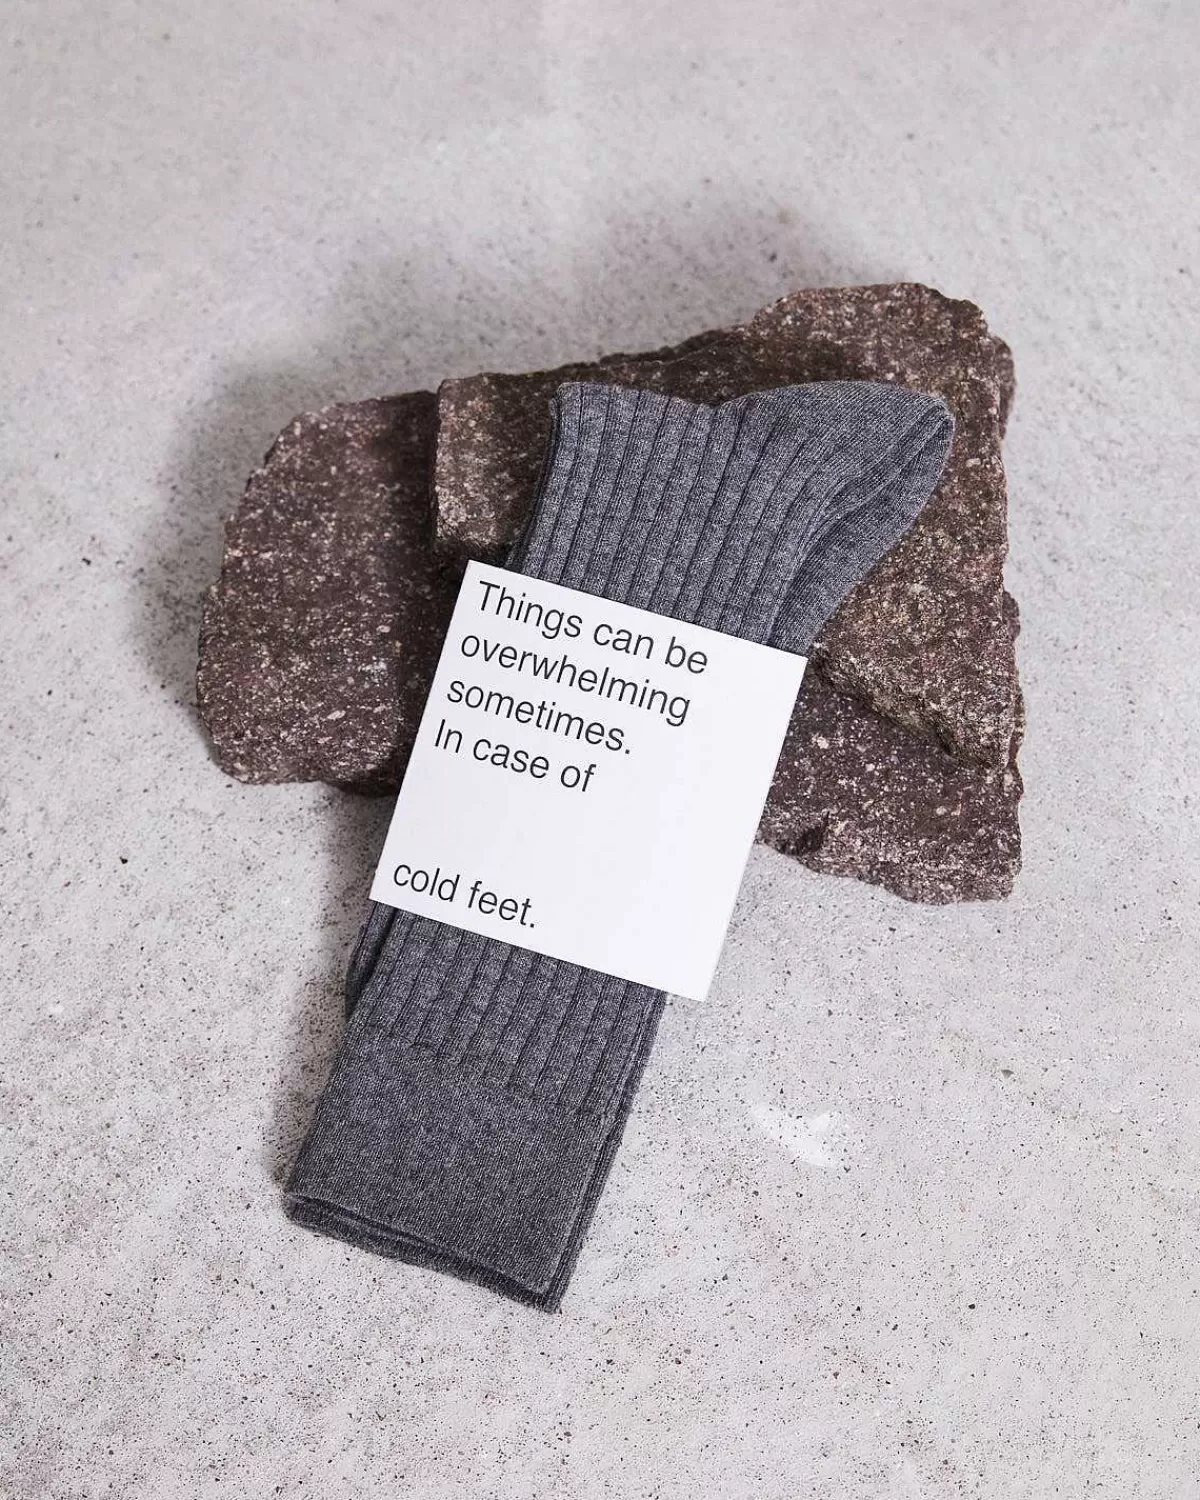 Things can be
overwhelming
sometimes.
In case of
cold feet.